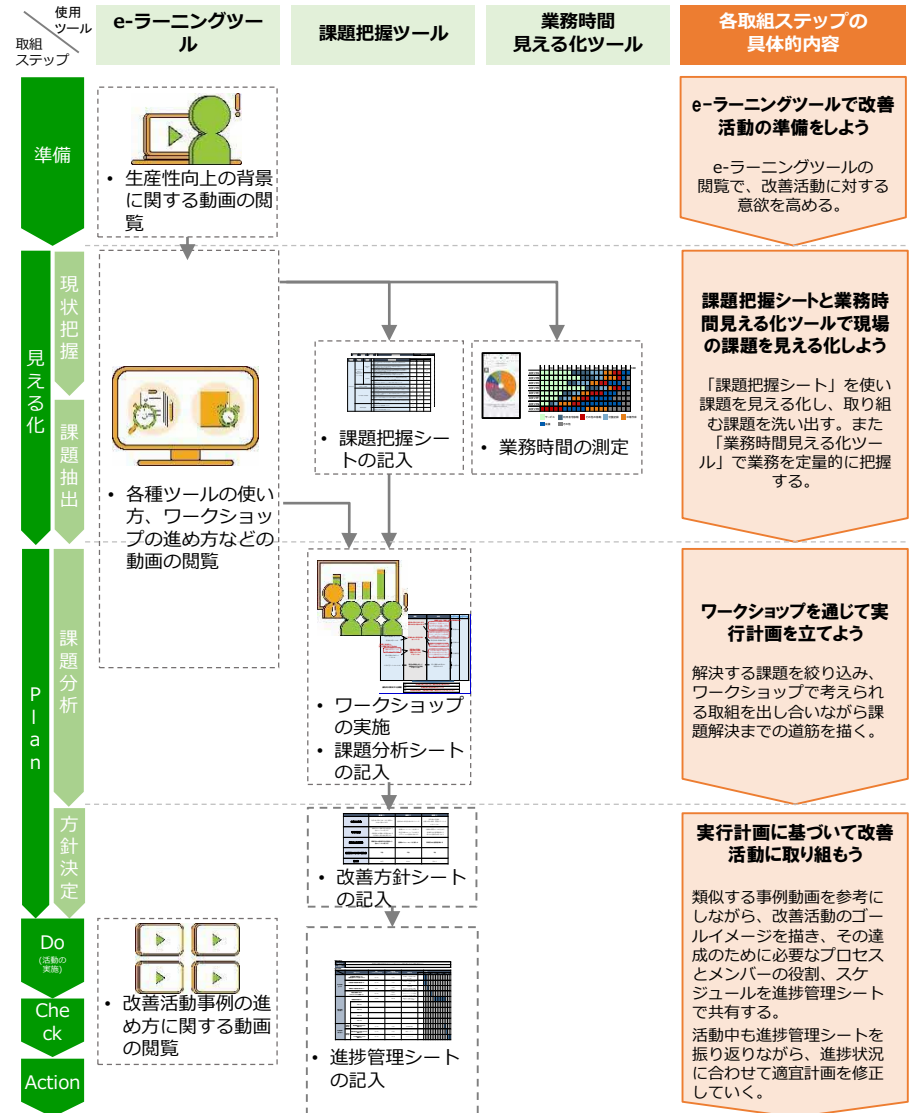 使用
ツール
取組
ステップ
e-ラーニングツー
ル
課題把握ツール
業務時間
見える化ツール
各取組ステップの
具体的内容
準備
• 生産性向上の背景
に関する動画の閲
覧
e-ラーニングツールで改善
活動の準備をしよう
e-ラーニングツールの
閲覧で、改善活動に対する
意欲を高める。
見える化
現状把握
課題抽出
• 各種ツールの使い
方、ワークショッ
プの進め方などの
動画の閲覧
• 課題把握シー
トの記入
• 業務時間の測定
課題把握シートと業務時
間見える化ツールで現場
の課題を見える化しよう
「課題把握シート」を使い
課題を見える化し、取り組
む課題を洗い出す。また
「業務時間見える化ツー
ル」で業務を定量的に把握
する。
Plan
課題分析
• ワークショップ
の実施
• 課題分析シート
の記入
ワークショップを通じて実
行計画を立てよう
解決する課題を絞り込み、
ワークショップで考えられ
る取組を出し合いながら課
題解決までの道筋を描く。
方針決定
• 改善方針シート
の記入
Do
(活動の
実施)
Che
ck
Action
• 改善活動事例の進
め方に関する動画
の閲覧
• 進捗管理シート
の記入
実行計画に基づいて改善
活動に取り組もう
類似する事例動画を参考に
しながら、改善活動のゴー
ルイメージを描き、その達
成のために必要なプロセス
とメンバーの役割、スケ
ジュールを進捗管理シート
で共有する。
活動中も進捗管理シートを
振り返りながら、進捗状況
に合わせて適宜計画を修正
していく。